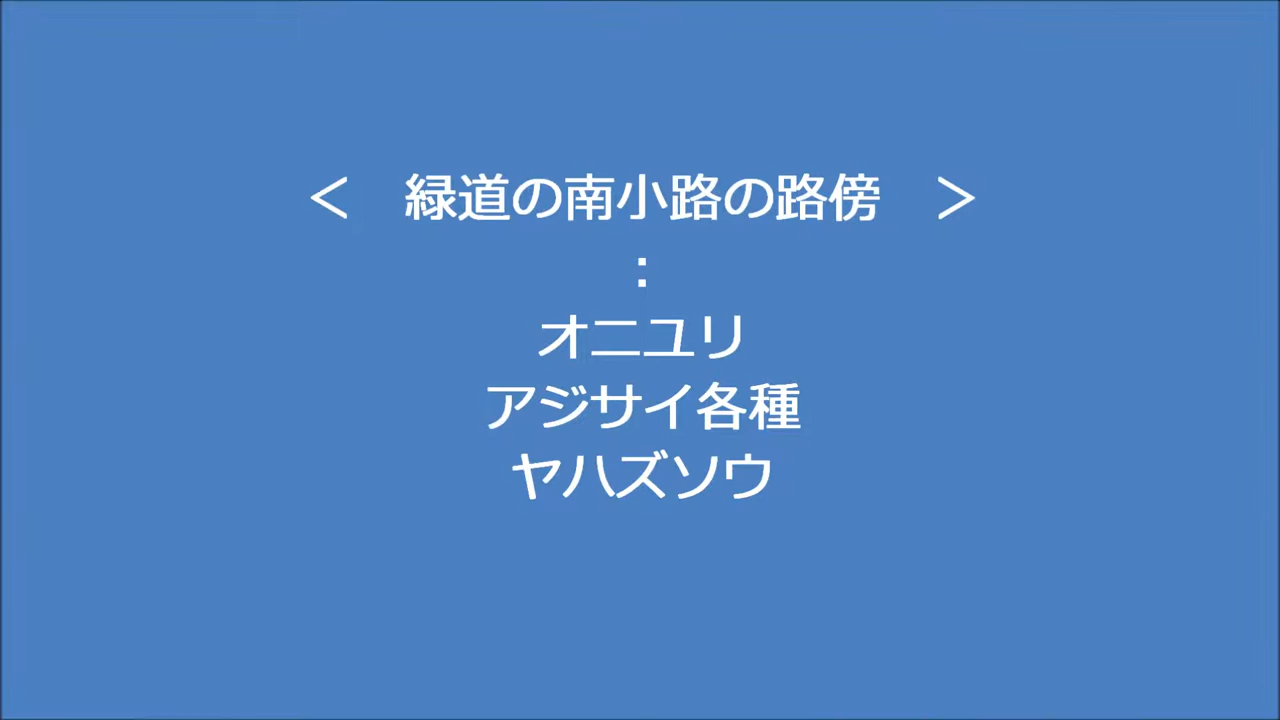 ＜　緑道の南小路の路傍　＞
：
オニユリ
アジサイ各種
ヤハズソウ